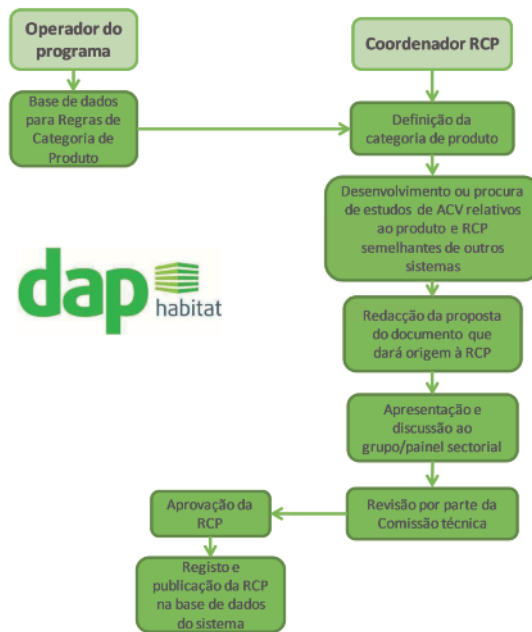 Operador do
programa
Coordenador RCP
Base de dados
para Regras de
Categoria de
Produto
Definição da
categoria de produto
Desenvolvimento ou procura
de estudos de ACV relativos
ao produto e RCP
semelhantes de outros
sistemas
dap
habitat
Redacção da proposta
do documento que
dará origem à RCP
Apresentação e
discussão ao
grupo/painel sectorial
Revisão por parte da
Comissão técnica
Aprovação da
RCP
Registo e
publicação da RCP
na base de dados
do sistema